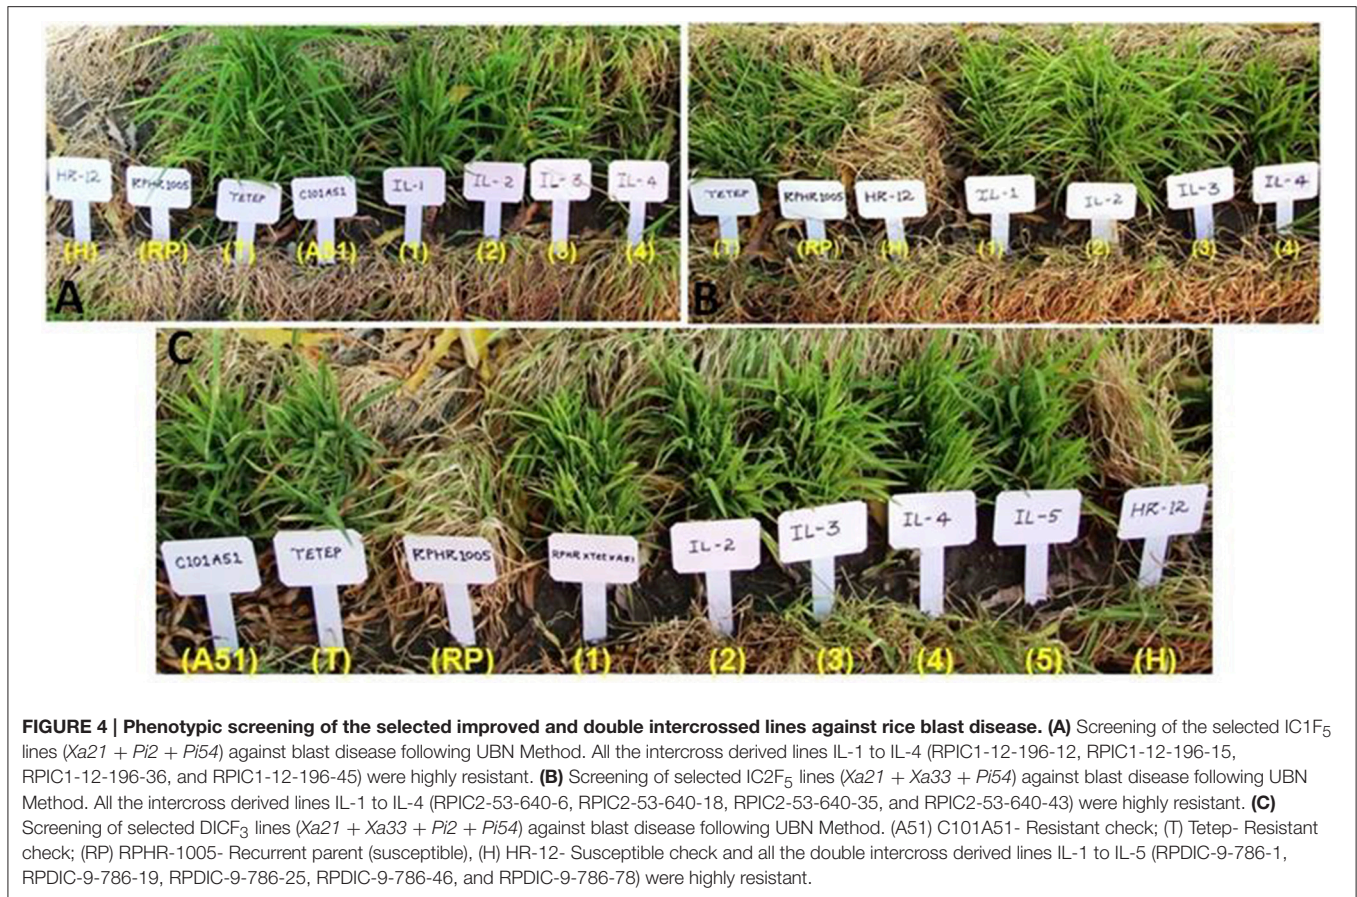 HR-12
RPHR1005
TETEP
C101A51
IL-1
IL-2
IL-3
IL-4
(H)
(RP)
(T)
(A51)
(1)
(2)
(3)
(4)
A
TETEP
RPHR1005
HR-12
IL-1
IL-2
IL-3
IL-4
(T)
(RP)
(H)
(1)
(2)
(3)
(4)
B
C
C101A51
TETEP
RPHR1005
RPHR XTETXA51
IL-2
IL-3
IL-4
IL-5
HR-12
(A51)
(T)
(RP)
(1)
(2)
(3)
(4)
(5)
(H)
FIGURE 4 | Phenotypic screening of the selected improved and double intercrossed lines against rice blast disease. (A) Screening of the selected IC1F5
lines (Xa21 + Pi2 + Pi54) against blast disease following UBN Method. All the intercross derived lines IL-1 to IL-4 (RPIC1-12-196-12, RPIC1-12-196-15,
RPIC1-12-196-36, and RPIC1-12-196-45) were highly resistant. (B) Screening of selected IC2F5 lines (Xa21 + Xa33 + Pi54) against blast disease following UBN
Method. All the intercross derived lines IL-1 to IL-4 (RPIC2-53-640-6, RPIC2-53-640-18, RPIC2-53-640-35, and RPIC2-53-640-43) were highly resistant. (C)
Screening of selected DICF3 lines (Xa21 + Xa33 + Pi2 + Pi54) against blast disease following UBN Method. (A51) C101A51- Resistant check; (T) Tetep- Resistant
check; (RP) RPHR-1005- Recurrent parent (susceptible), (H) HR-12- Susceptible check and all the double intercross derived lines IL-1 to IL-5 (RPDIC-9-786-1,
RPDIC-9-786-19, RPDIC-9-786-25, RPDIC-9-786-46, and RPDIC-9-786-78) were highly resistant.